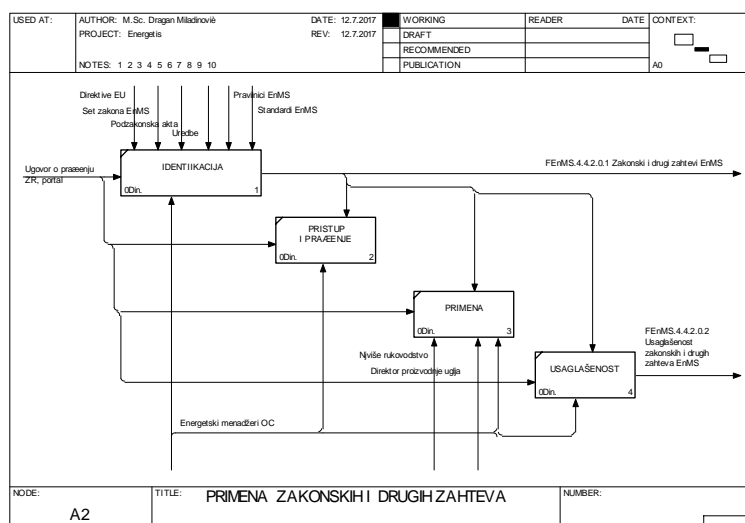 USED AT:
AUTHOR: M.Sc. Dragan Miladinoviè
DATE: 12.7.2017
WORKING
READER
DATE
CONTEXT:
PROJECT: Energetis
REV: 12.7.2017
DRAFT
RECOMMENDED
NOTES: 1 2 3 4 5 6 7 8 9 10
PUBLICATION
A0
Direktive EU
Pravilnici EnMS
Set zakona EnMS
Standardi EnMS
Podzakonska akta
Uredbe
Ugovor o praæenju
ZR, portal
IDENTIIKACIJA
0Din.
1
FEnMS.4.4.2.0.1 Zakonski i drugi zahtevi EnMS
PRISTUP
I PRAÆENJE
0Din.
2
PRIMENA
0Din.
3
Njviše rukovodstvo
Direktor proizvodnje uglja
USAGLAŠENOST
0Din.
4
FEnMS.4.4.2.0.2
Usaglašenost
zakonskih i drugih
zahteva EnMS
Energetski menadžeri OC
NODE:
A2
TITLE:
PRIMENA ZAKONSKIH I DRUGIH ZAHTEVA
NUMBER: